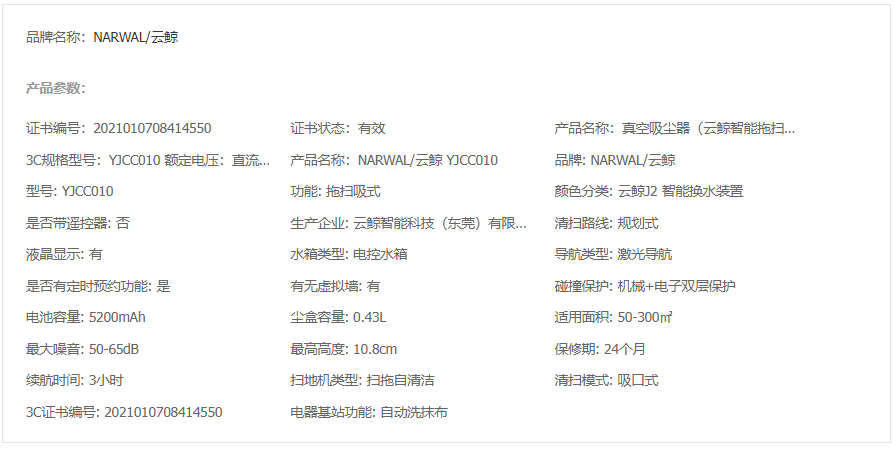 品牌名称：NARWAL/云鲸
产品参数：
证书编号：2021010708414550 证书状态：有效 产品名称：真空吸尘器（云鲸智能拖扫...
3C规格型号：YJCC010 额定电压：直流... 产品名称：NARWAL/云鲸 YJCC010 品牌: NARWAL/云鲸
型号: YJCC010 功能: 拖扫吸式 颜色分类: 云鲸J2 智能换水装置
是否带遥控器: 否 生产企业: 云鲸智能科技（东莞）有限... 清扫路线: 规划式
液晶显示: 有 水箱类型: 电控水箱 导航类型: 激光导航
是否有定时预约功能: 是 有无虚拟墙: 有 碰撞保护: 机械+电子双层保护
电池容量: 5200mAh 尘盒容量: 0.43L 适用面积: 50-300㎡
最大噪音: 50-65dB 最高高度: 10.8cm 保修期: 24个月
续航时间: 3小时 扫地机类型: 扫拖自清洁 清扫模式: 吸口式
3C证书编号: 2021010708414550 电器基站功能: 自动洗抹布